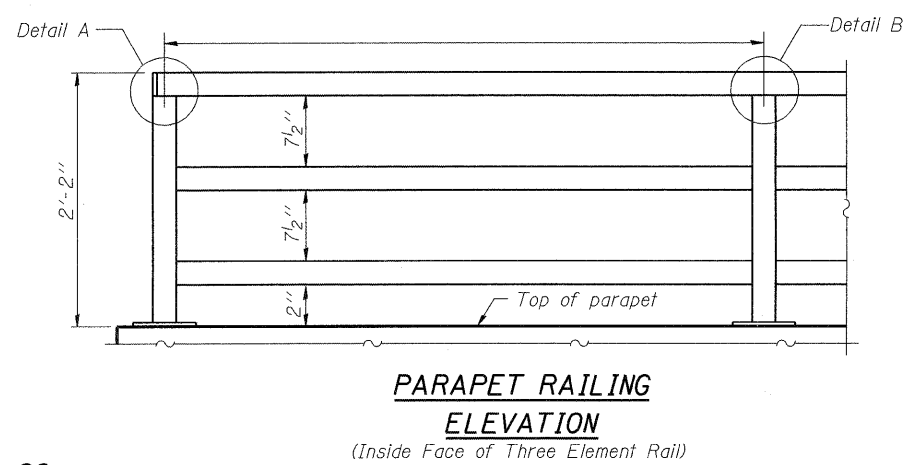 Detail A
Detail B
7½"
2'-2"
7½"
2"
Top of parapet
PARAPET RAILING
ELEVATION
(Inside Face of Three Element Rail)